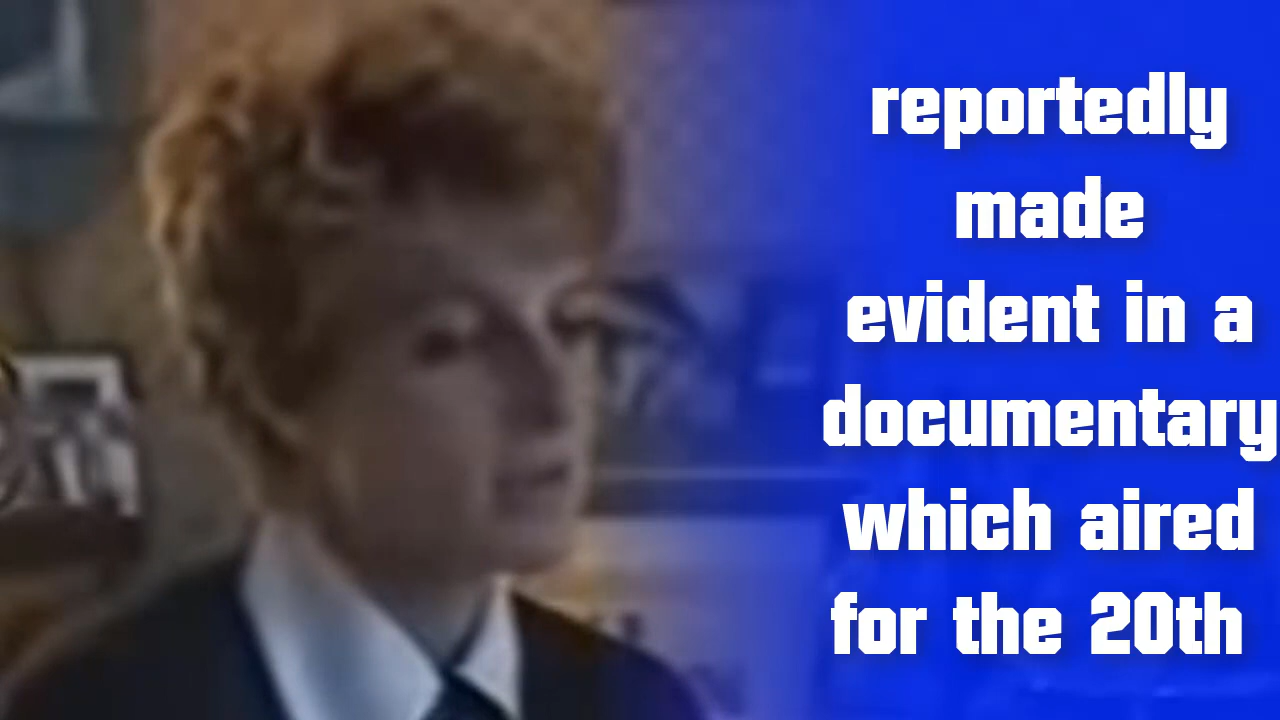 reportedly
made
evident in a
documentary
which aired
for the 20th